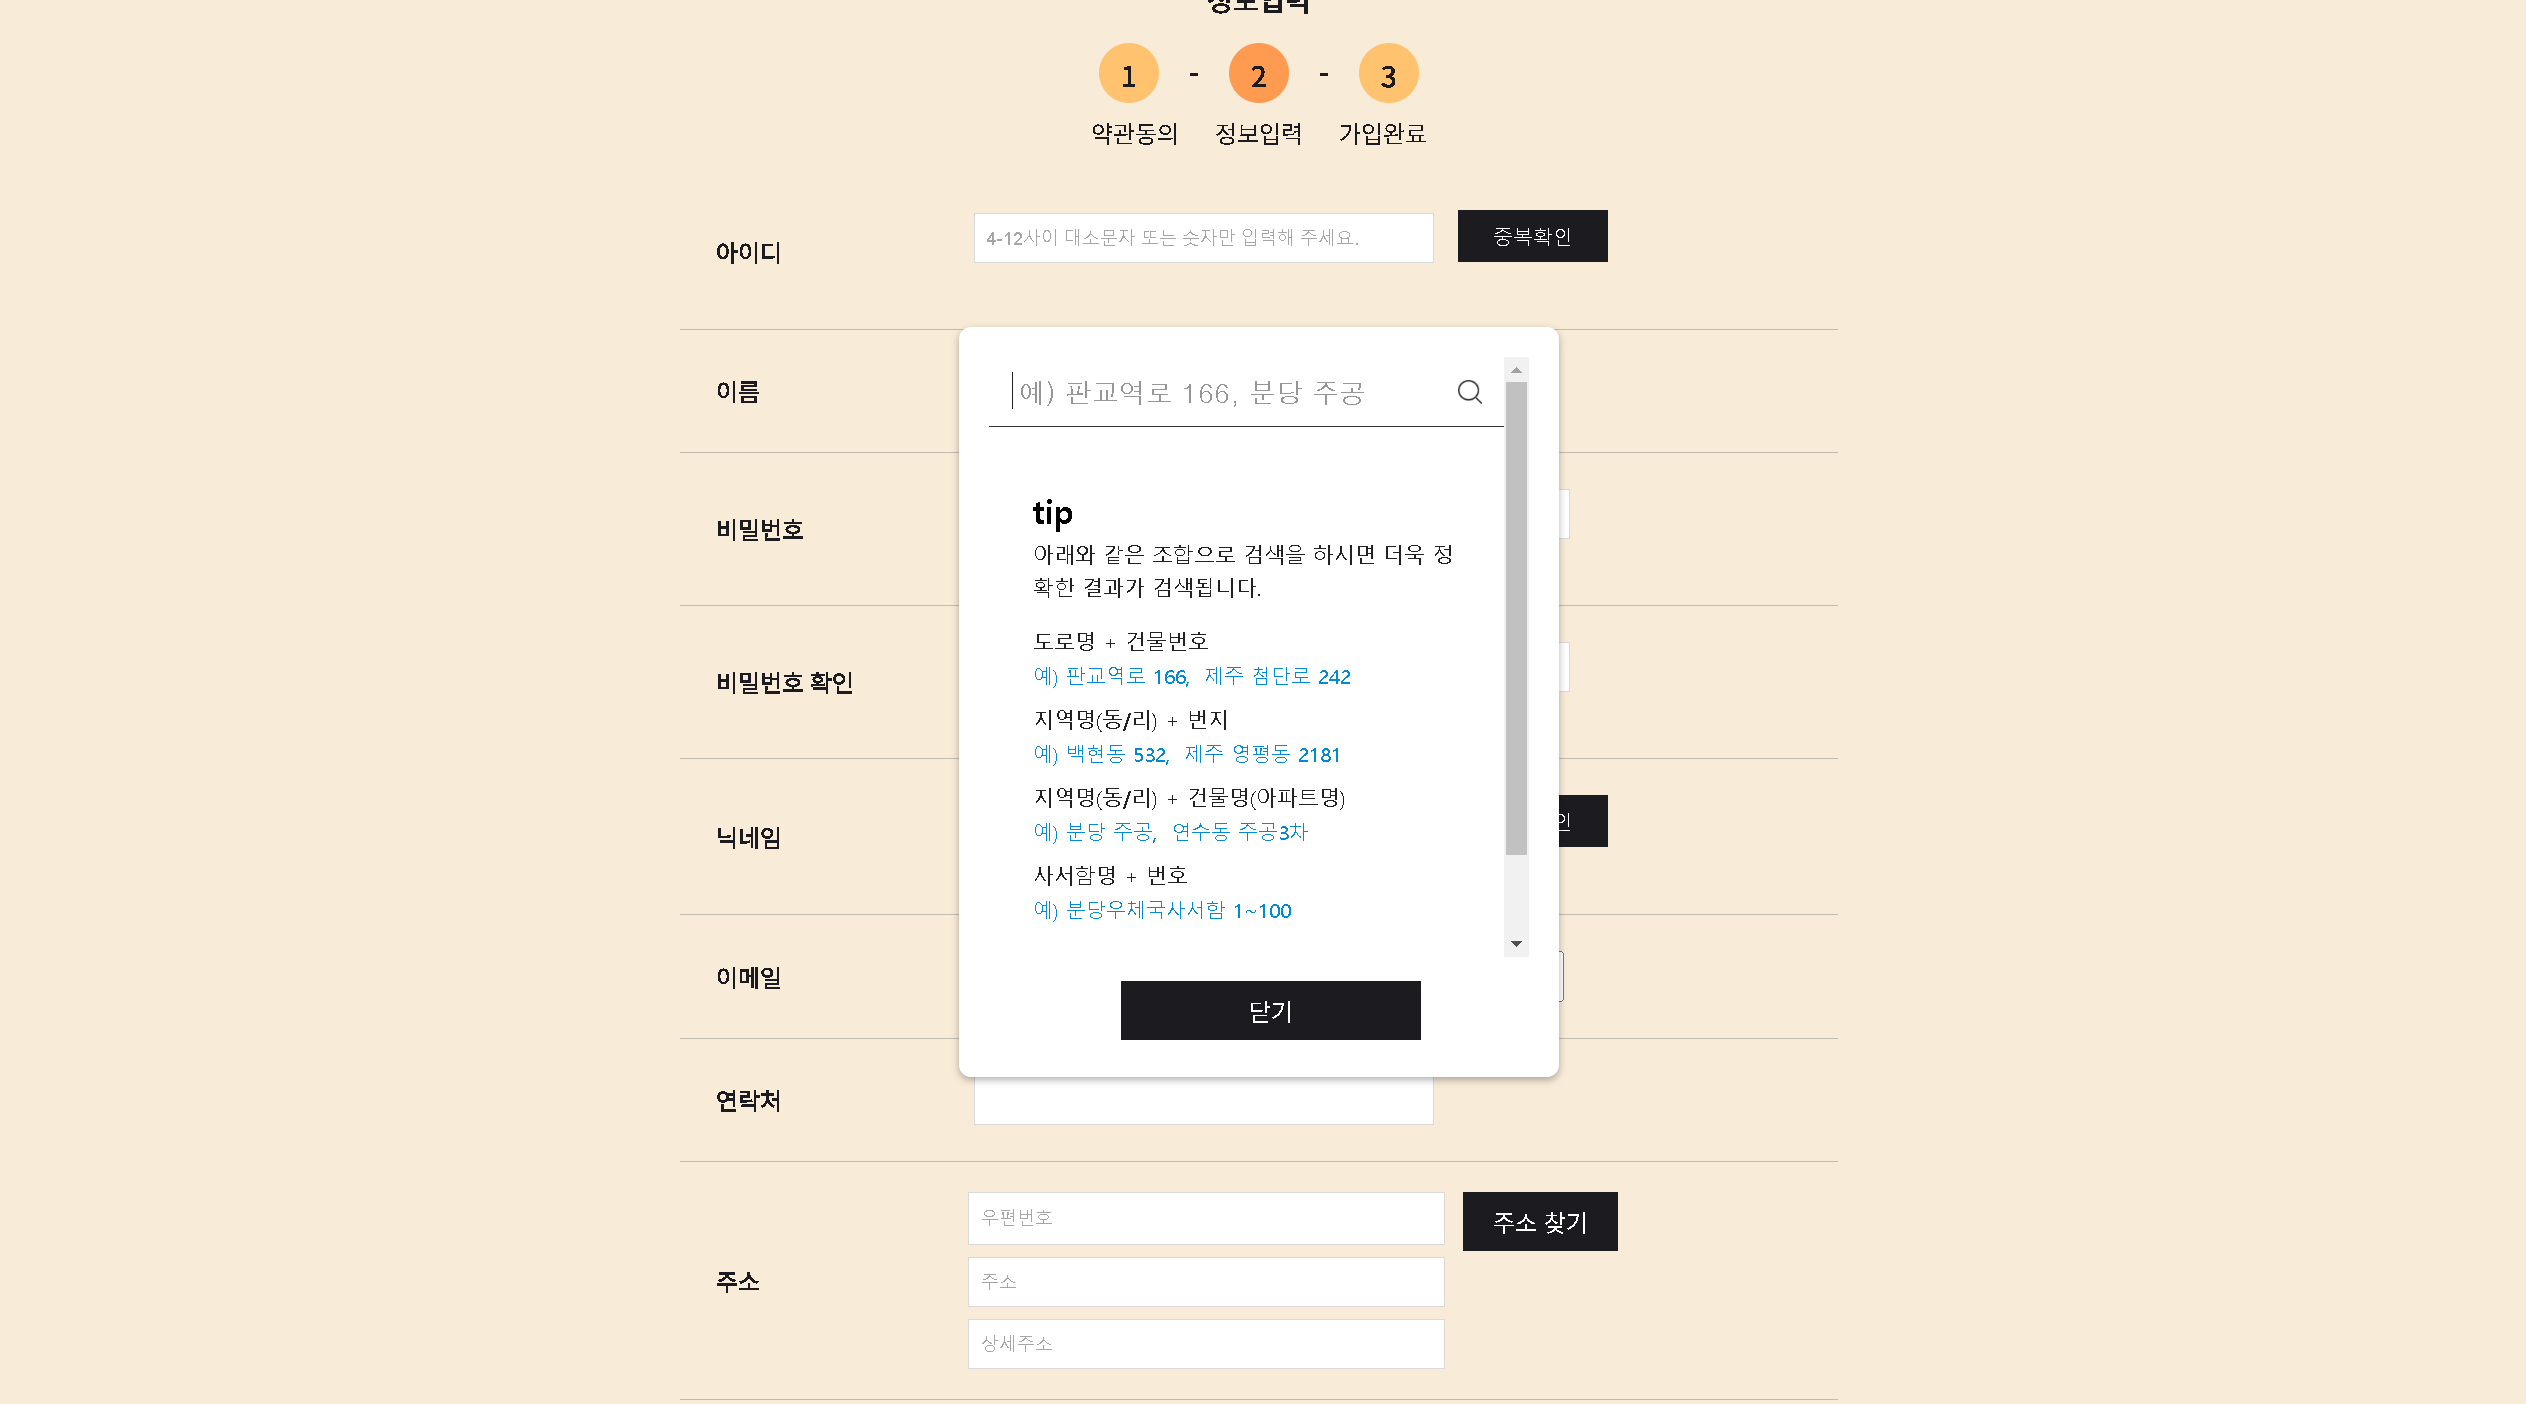 정보입력
1 - 2 - 3
약관동의 정보입력 가입완료
아이디
4-12사이 대소문자 또는 숫자만 입력해 주세요.
중복확인
이름
예) 판교역로 166, 분당 주공
비밀번호
tip
아래와 같은 조합으로 검색을 하시면 더욱 정
확한 결과가 검색됩니다.
도로명 + 건물번호
예) 판교역로 166, 제주 첨단로 242
비밀번호 확인
지역명(동/리) + 번지
예) 백현동 532, 제주 영평동 2181
지역명(동/리) + 건물명(아파트명)
예) 분당 주공, 연수동 주공3차
닉네임
인
사서함명 + 번호
예) 분당우체국사서함 1~100
이메일
닫기
연락처
우편번호
주소 찾기
주소
주소
상세주소